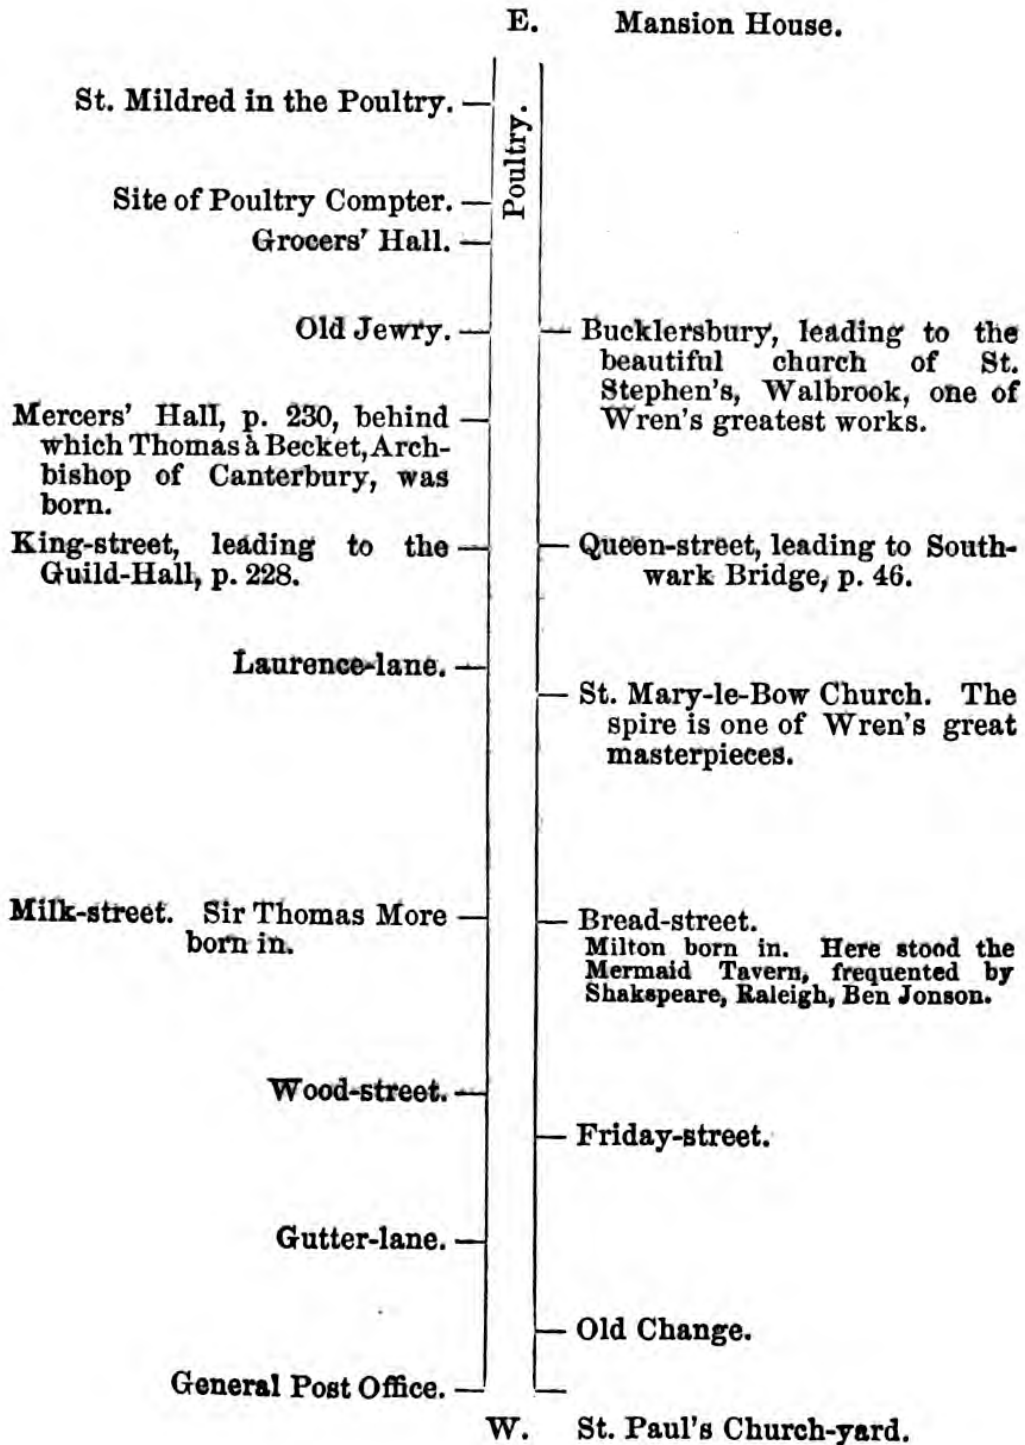 E. Mansion House.
St. Mildred in the Poultry.
Poultry.
Site of Poultry Compter.
Grocers' Hall.
Old Jewry.
Bucklersbury, leading to the
beautiful church of St.
Stephen's, Walbrook, one of
Wren's greatest works.
Mercers' Hall, p. 230, behind
which Thomas à Becket, Arch-
bishop of Canterbury, was
born.
King-street, leading to the
Guild-Hall, p. 228.
Queen-street, leading to South-
wark Bridge, p. 46.
Laurence-lane.
St. Mary-le-Bow Church. The
spire is one of Wren's great
masterpieces.
Milk-street. Sir Thomas More
born in.
Bread-street.
Milton born in. Here stood the
Mermaid Tavern, frequented by
Shakspeare, Raleigh, Ben Jonson.
Wood-street.
Friday-street.
Gutter-lane.
Old Change.
General Post Office.
W. St. Paul's Church-yard.